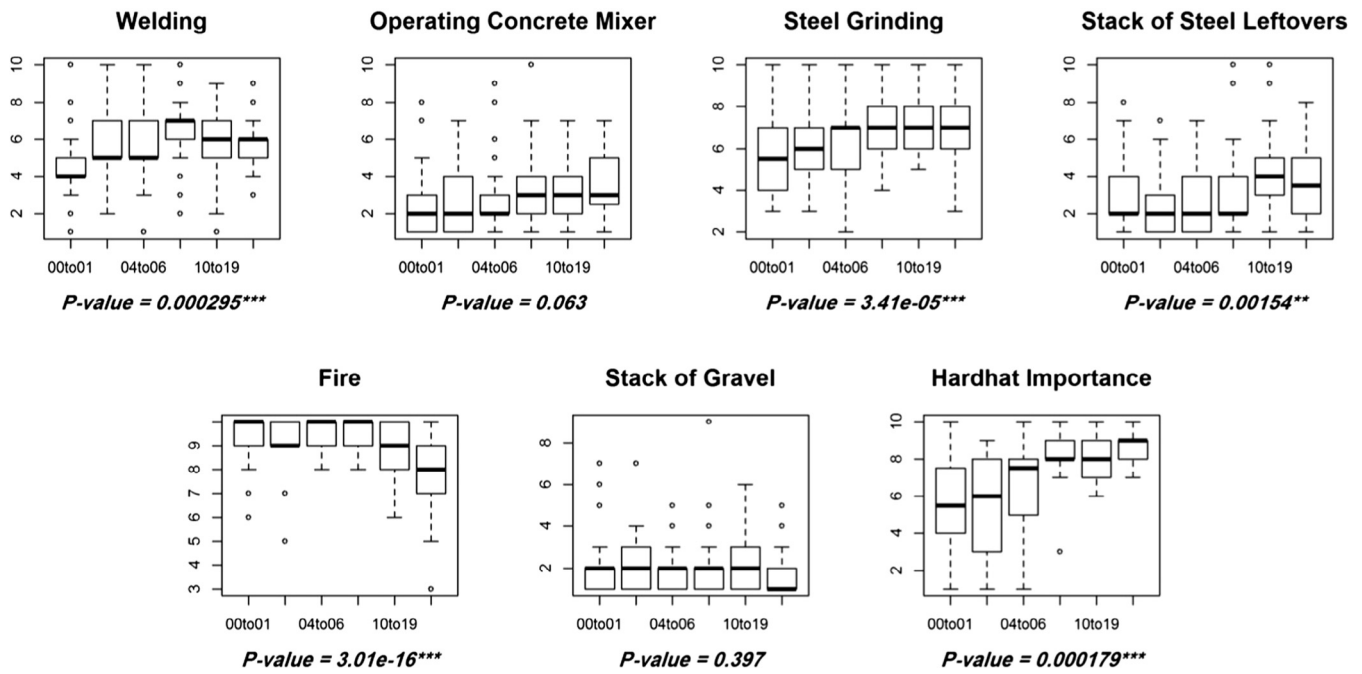 Welding
Operating Concrete Mixer
Steel Grinding
Stack of Steel Leftovers
10
8
6
4
2
00to01 04to06 10to19
P-value = 0.000295***
10
8
6
4
2
00to01 04to06 10to19
P-value = 0.063
10
8
6
4
2
00to01 04to06 10to19
P-value = 3.41e-05***
10
8
6
4
2
00to01 04to06 10to19
P-value = 0.00154**
Fire
Stack of Gravel
Hardhat Importance
9
8
7
6
5
4
3
00to01 04to06 10to19
P-value = 3.01e-16***
8
6
4
2
00to01 04to06 10to19
P-value = 0.397
10
8
6
4
2
00to01 04to06 10to19
P-value = 0.000179***